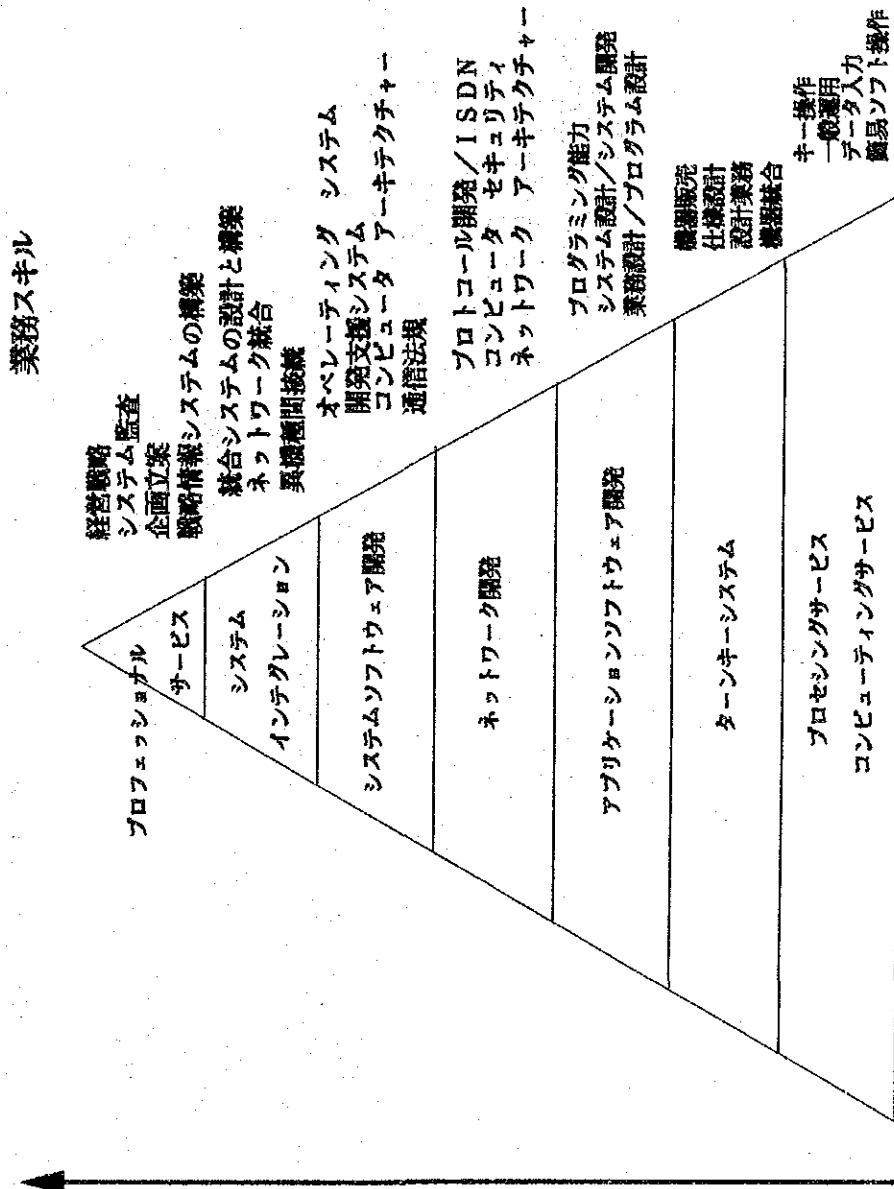 業務スキル
経営戦略
システム監査
企画立案
戦略情報システムの構築
統合システムの設計と構築
ネットワーク統合
異機種間接続
オペレーティング システム
開発支援システム
コンピュータ アーキテクチャー
通信法規
プロトコール開発/ISDN
コンピュータ セキュリティ
ネットワーク アーキテクチャー
プログラミング能力
システム設計/システム開発
業務設計/プログラム設計
機器販売
仕様設計
設計業務
機器統合
キー操作
一般運用
データ入力
簡易ソフト操作
プロフェッショナル
サービス
システム
インテグレーション
システムソフトウェア開発
ネットワーク開発
アプリケーションソフトウェア開発
ターンキーシステム
プロセシングサービス
コンピューティングサービス